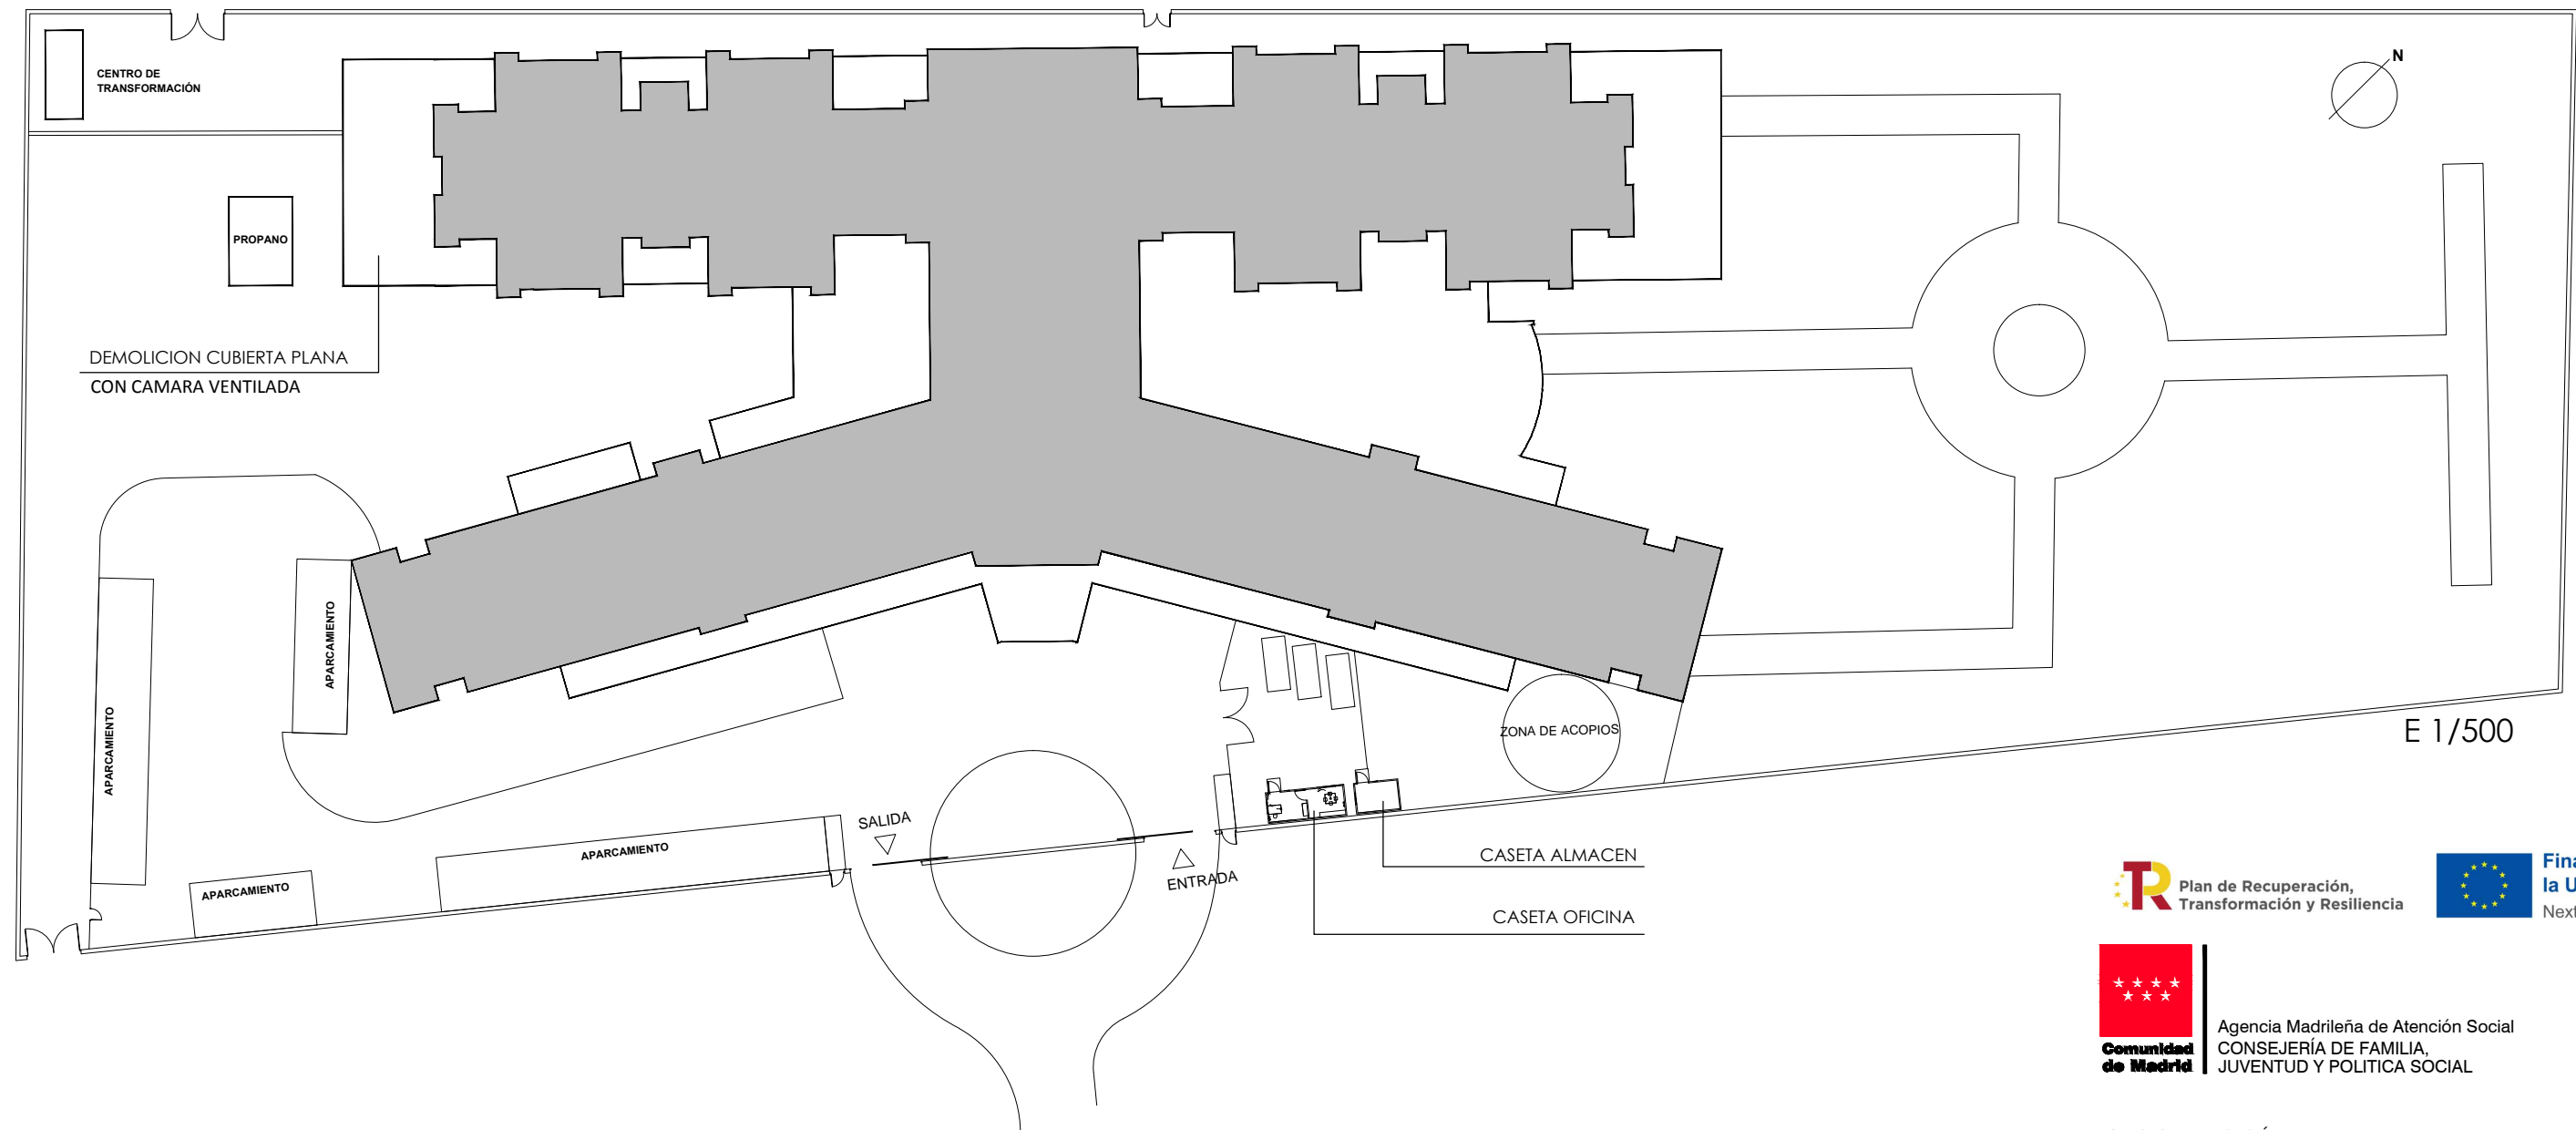 CENTRO DE
TRANSFORMACIÓN
N
PROPANO
DEMOLICION CUBIERTA PLANA
CON CAMARA VENTILADA
APARCAMIENTO
APARCAMIENTO
ZONA DE ACOPIOS
E 1/500
SALIDA
APARCAMIENTO
APARCAMIENTO
ENTRADA
CASETA ALMACEN
CASETA OFICINA
Plan de Recuperación,
Transformación y Resiliencia
la U
Next
Comunidad
de Madrid
Agencia Madrileña de Atención Social
CONSEJERÍA DE FAMILIA,
JUVENTUD Y POLITICA SOCIAL